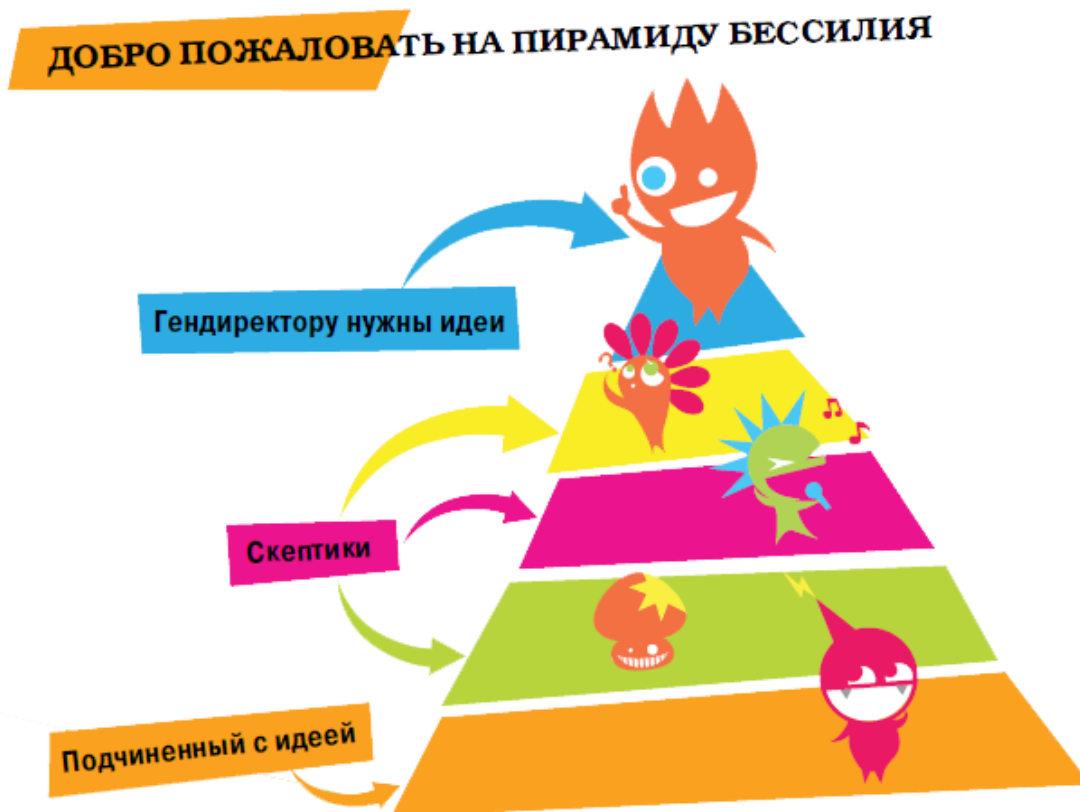 ДОБРО ПОЖАЛОВАТЬ НА ПИРАМИДУ БЕССИЛИЯ
Гендиректору нужны идеи
Скептики
Подчиненный с идеей